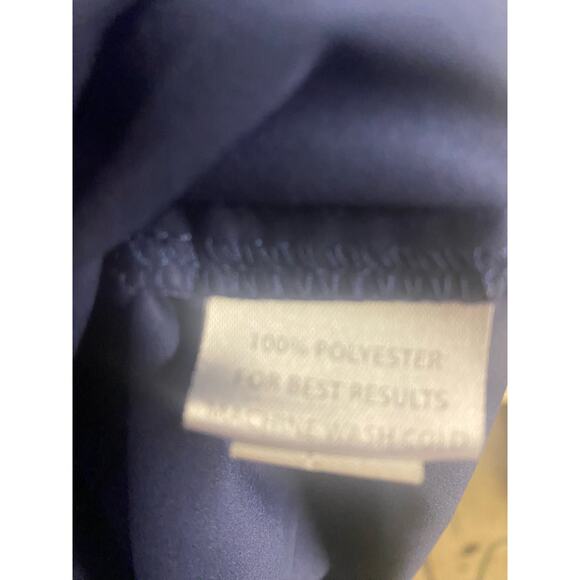 100% POLYESTER
FOR BEST RESULTS
MACHINE WASH COLD